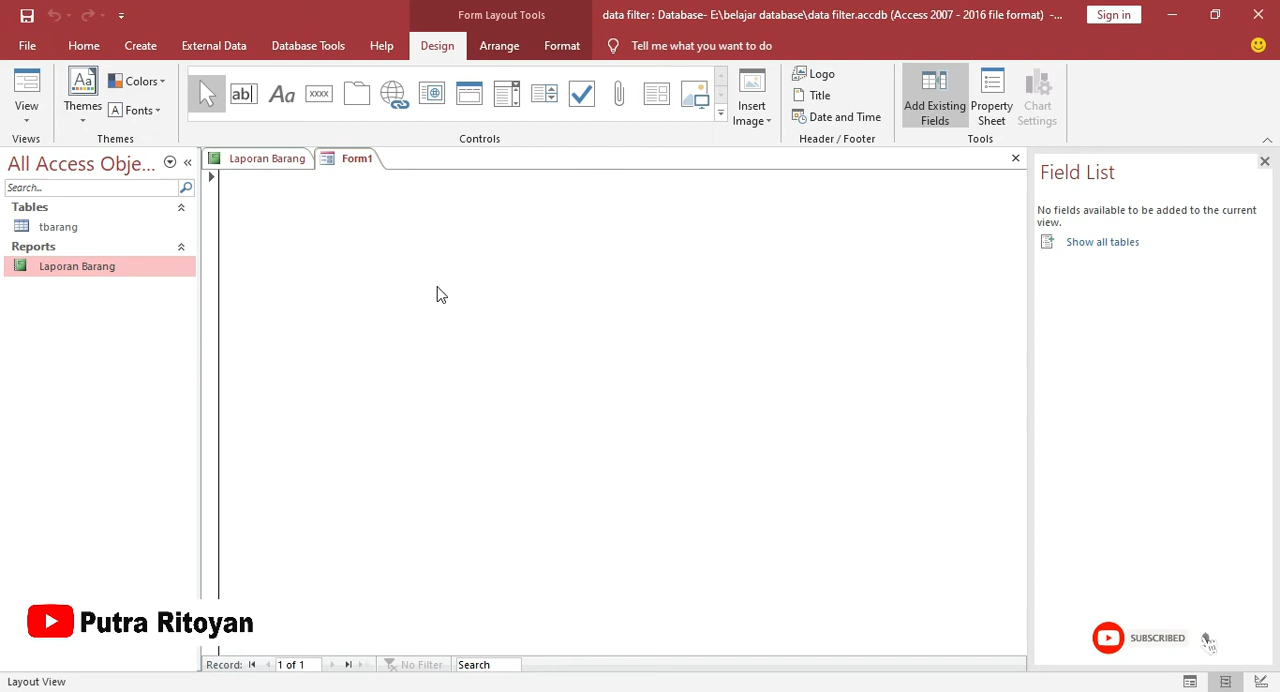 Form Layout Tools
data filter : Database- E:\belajar database\data filter.accdb (Access 2007 - 2016 file format) -...
Sign in
File Home Create External Data Database Tools Help Design Arrange Format Tell me what you want to do
View
Views
Themes
Colors
Fonts
Themes
ab|
Aa
xxxx
Controls
Insert
Image
Logo
Title
Date and Time
Header / Footer
Add Existing
Fields
Property
Sheet
Chart
Settings
Tools
All Access Obje...
Search...
Tables
tbarang
Reports
Laporan Barang
Laporan Barang
Form1
Field List
No fields available to be added to the current
view.
Show all tables
Putra Ritoyan
SUBSCRIBED
Record: 1 of 1 No Filter Search
Layout View